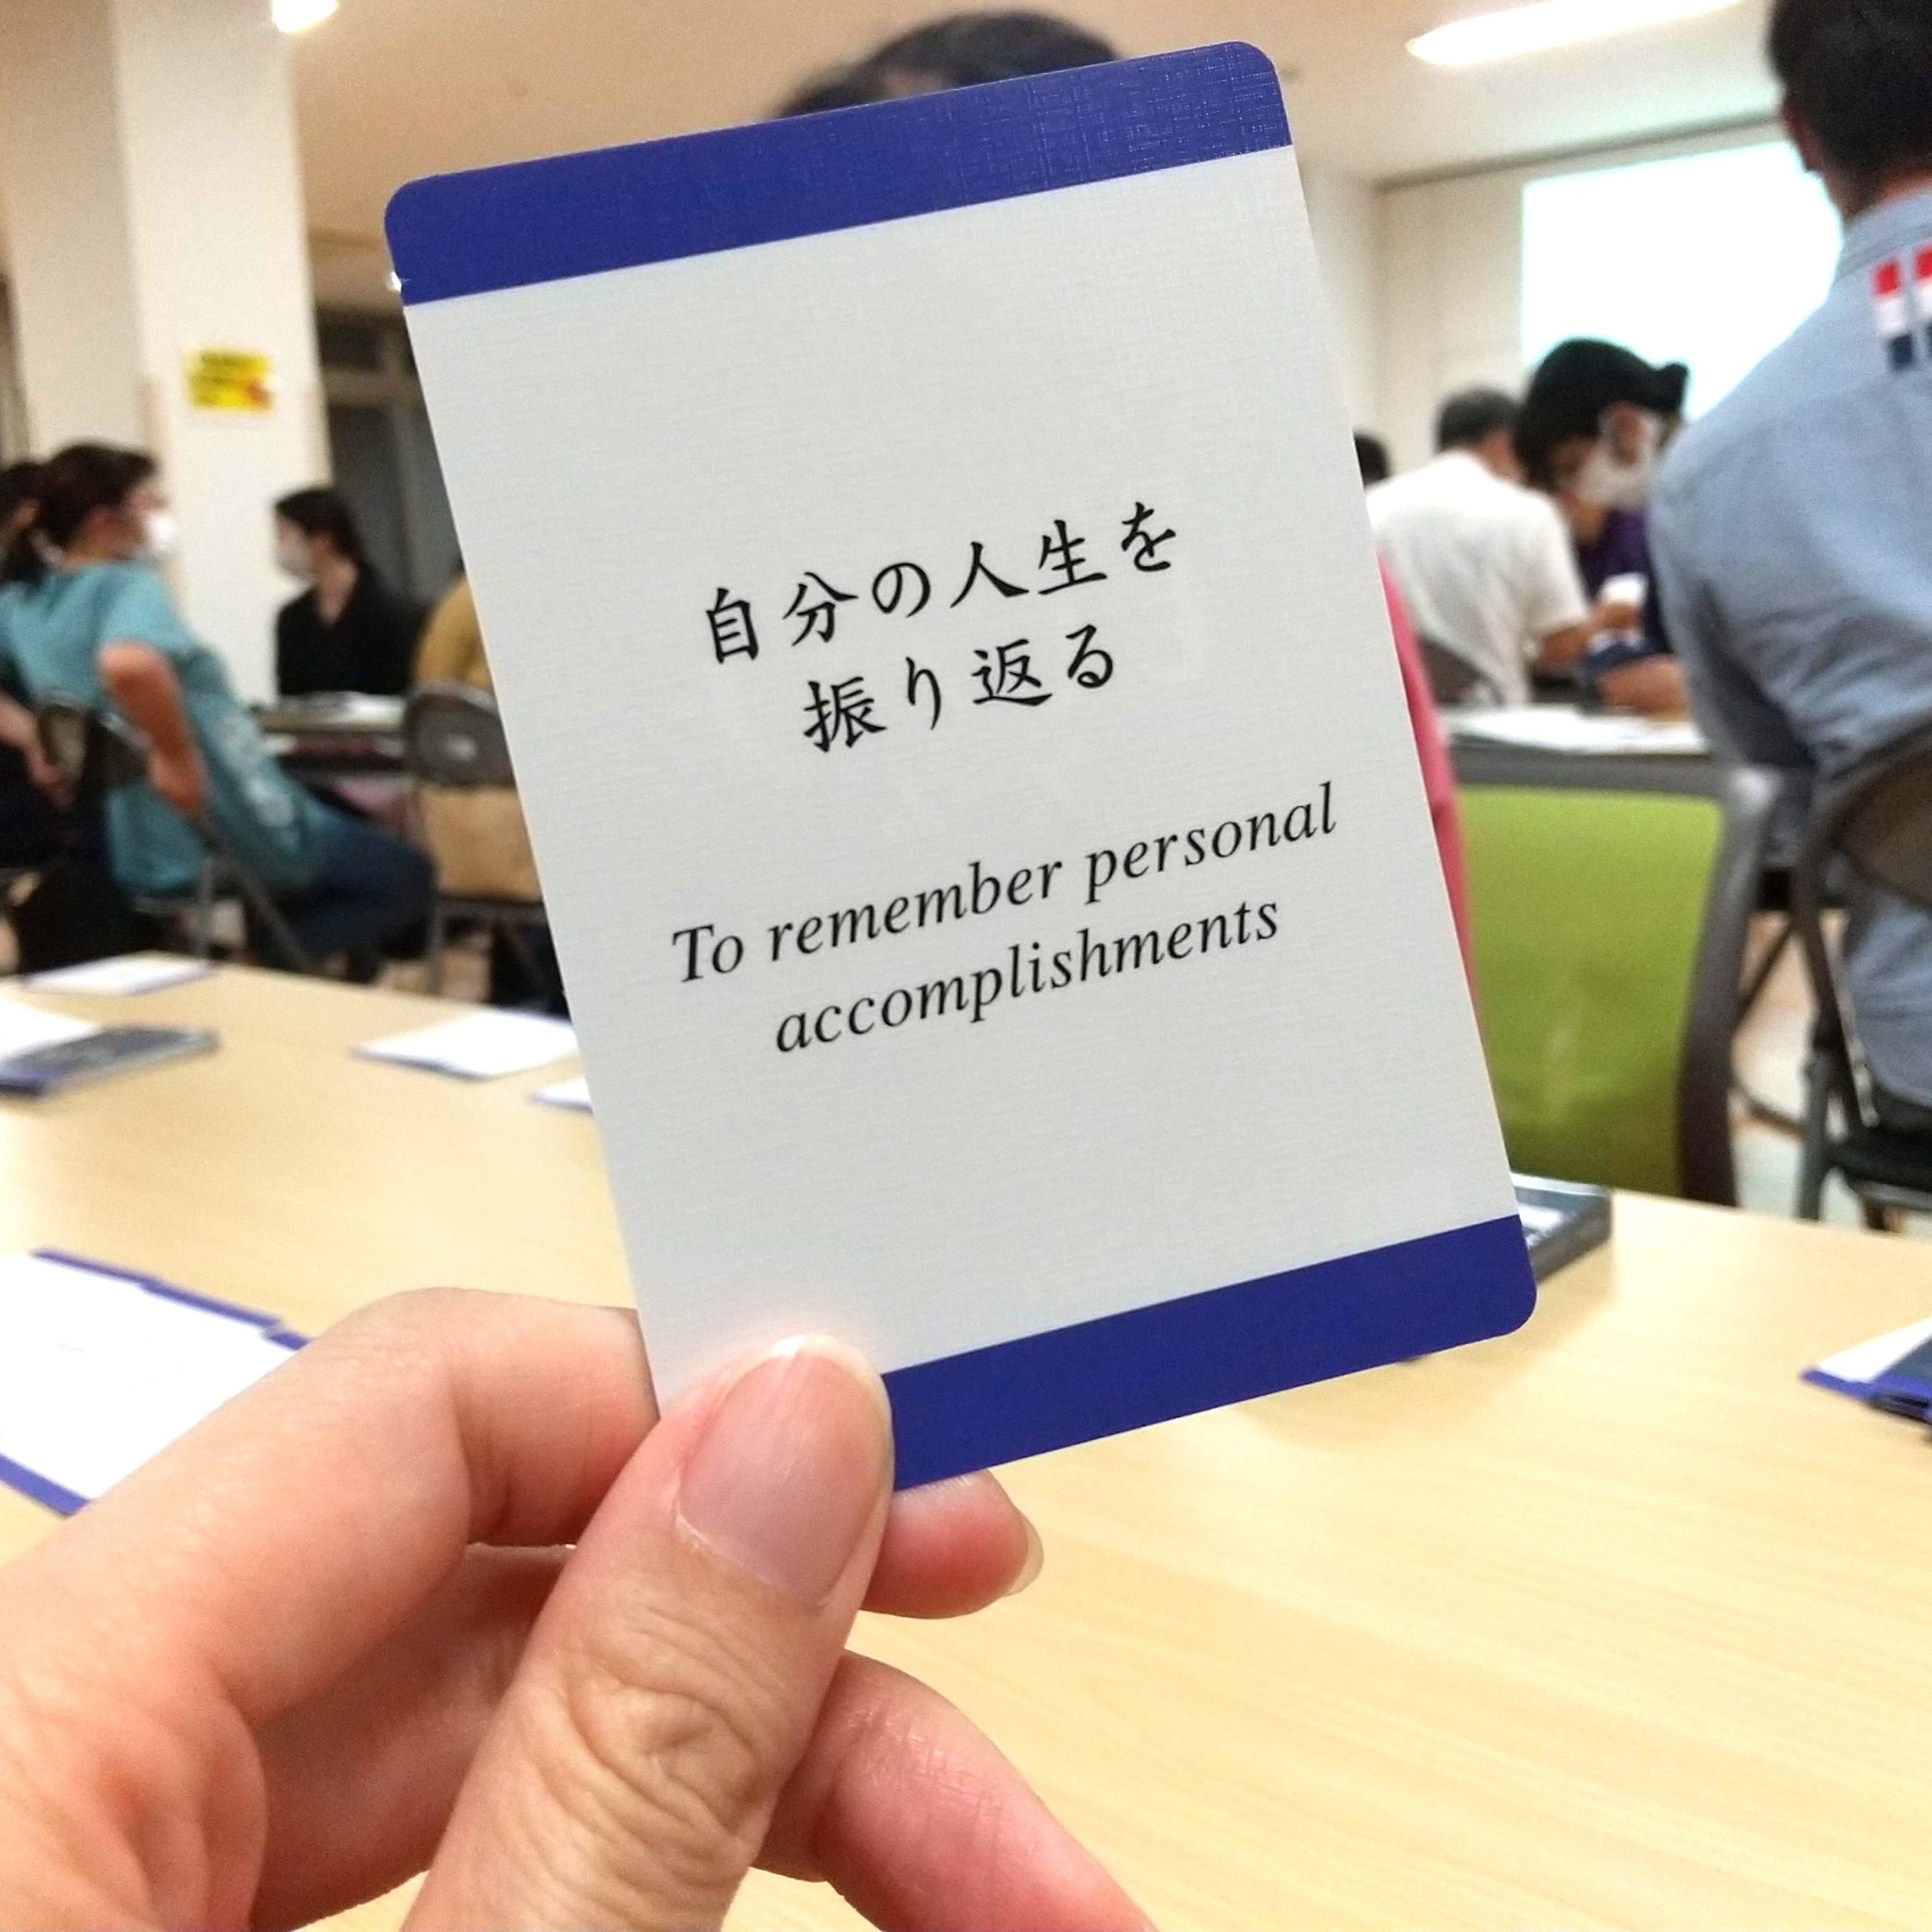 自分の人生を
振り返る
To remember personal
accomplishments